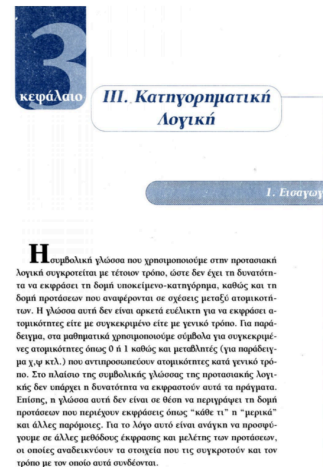 3
κεφάλαιο
III. Κατηγορηματική
Λογική
1. Εισαγωγ
Η συμβολική γλώσσα που χρησιμοποιούμε στην προτασιακή
λογική συγκροτείται με τέτοιον τρόπο, ώστε δεν έχει τη δυνατότη-
τα να εκφράσει τη δομή υποκείμενο-κατηγόρημα, καθώς και τη
δομή προτάσεων που αναφέρονται σε σχέσεις μεταξύ ατομικοτή-
των. Η γλώσσα αυτή δεν είναι αρκετά ευέλικτη για να εκφράσει α-
τομικότητες είτε με συγκεκριμένο είτε με γενικό τρόπο. Για παρά-
δειγμα, στα μαθηματικά χρησιμοποιούμε σύμβολα για συγκεκριμέ-
νες ατομικότητες όπως 0 ή 1 καθώς και μεταβλητές (για παράδειγ-
μα χ,ψ κτλ.) που αντιπροσωπεύουν ατομικότητες κατά γενικό τρό-
πο. Στο πλαίσιο της συμβολικής γλώσσας της προτασιακής λογι-
κής δεν υπάρχει η δυνατότητα να εκφραστούν αυτά τα πράγματα.
Επίσης, η γλώσσα αυτή δεν είναι σε θέση να περιγράψει τη δομή
προτάσεων που περιέχουν εκφράσεις όπως “κάθε τι” η “μερικά”
και άλλες παρόμοιες. Για το λόγο αυτό είναι ανάγκη να προσφύ-
γουμε σε άλλες μεθόδους έκφρασης και μελέτης των προτάσεων,
οι οποίες αναδεικνύουν τα στοιχεία που τις συγκροτούν και τον
τρόπο με τον οποίο αυτά συνδέονται.